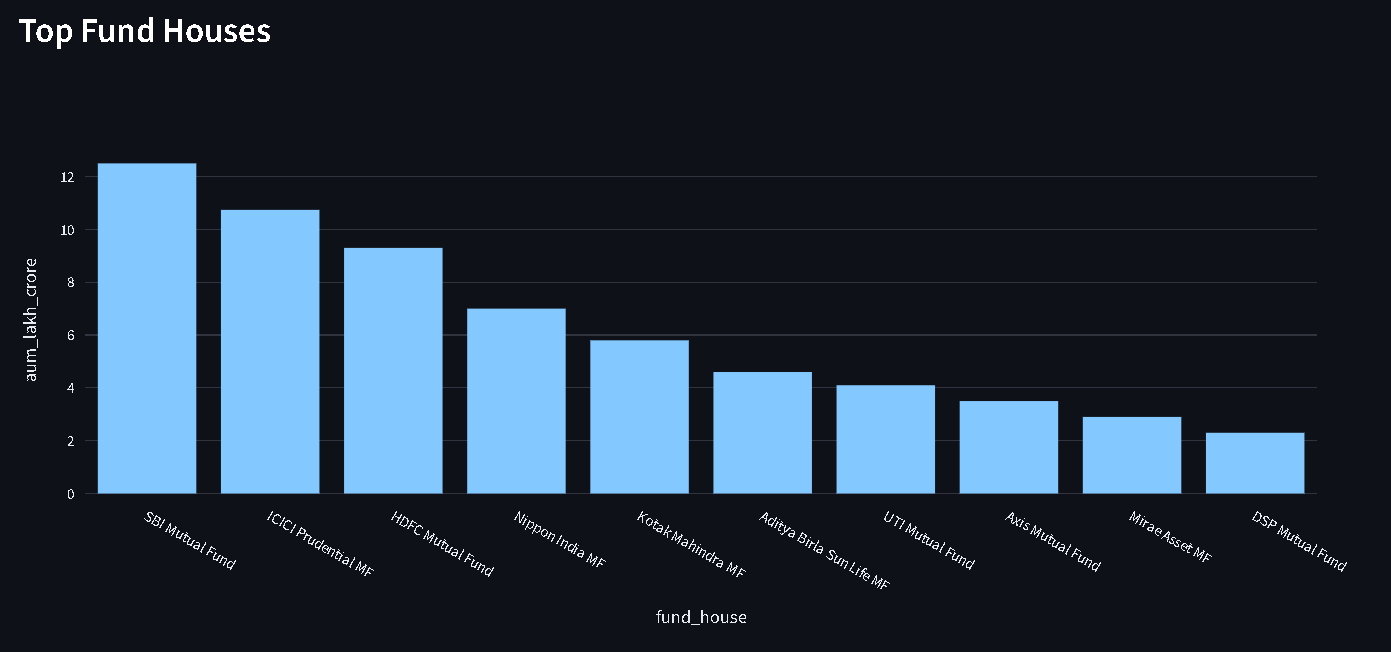 Top Fund Houses
12
10
8
6
4
2
0
aum_lakh_crore
SBI Mutual Fund
ICICI Prudential MF
HDFC Mutual Fund
Nippon India MF
Kotak Mahindra MF
Aditya Birla Sun Life MF
UTI Mutual Fund
Axis Mutual Fund
Mirae Asset MF
DSP Mutual Fund
fund_house